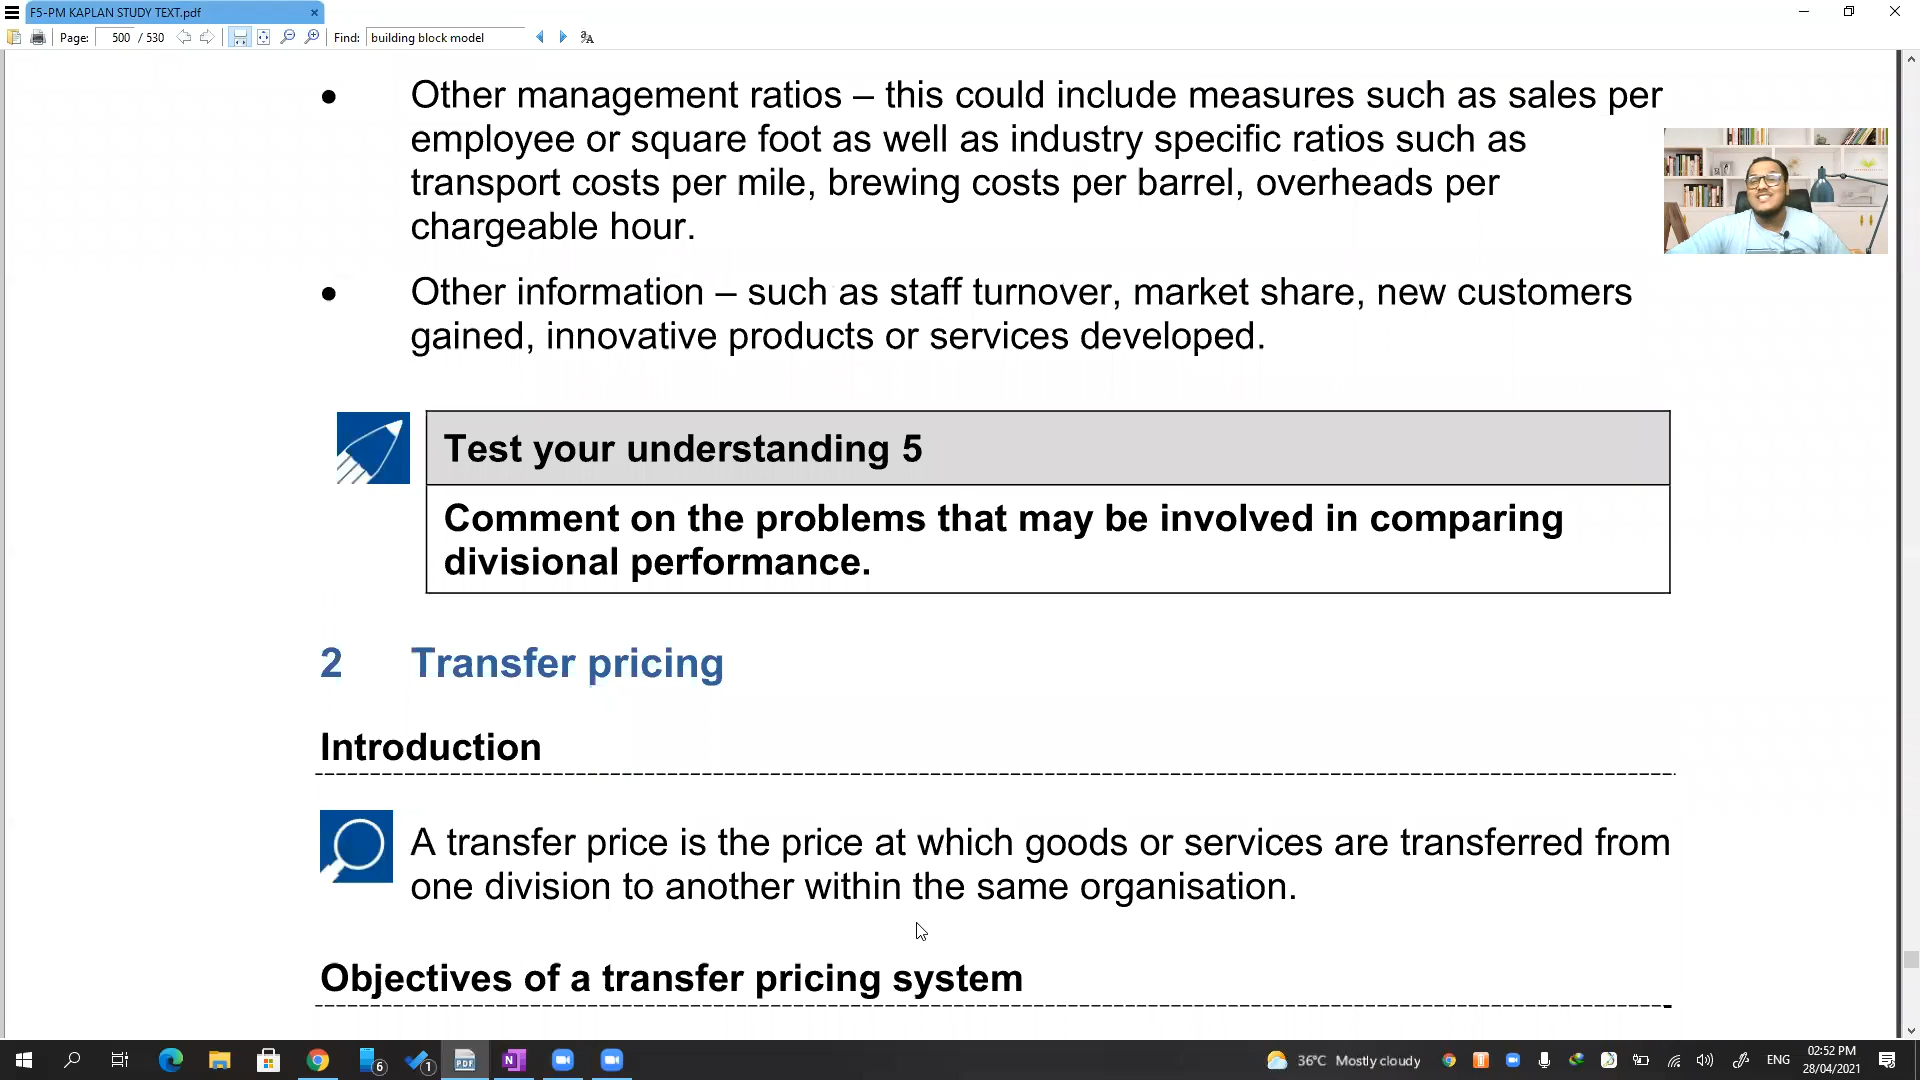 F5-PM KAPLAN STUDY TEXT.pdf
Page: 500 / 530 Find: building block model
• Other management ratios – this could include measures such as sales per
employee or square foot as well as industry specific ratios such as
transport costs per mile, brewing costs per barrel, overheads per
chargeable hour.
• Other information – such as staff turnover, market share, new customers
gained, innovative products or services developed.
Test your understanding 5
Comment on the problems that may be involved in comparing
divisional performance.
2 Transfer pricing
Introduction
A transfer price is the price at which goods or services are transferred from
one division to another within the same organisation.
Objectives of a transfer pricing system
6 1 PDF N 36°C Mostly cloudy ENG 02:52 PM
28/04/2021